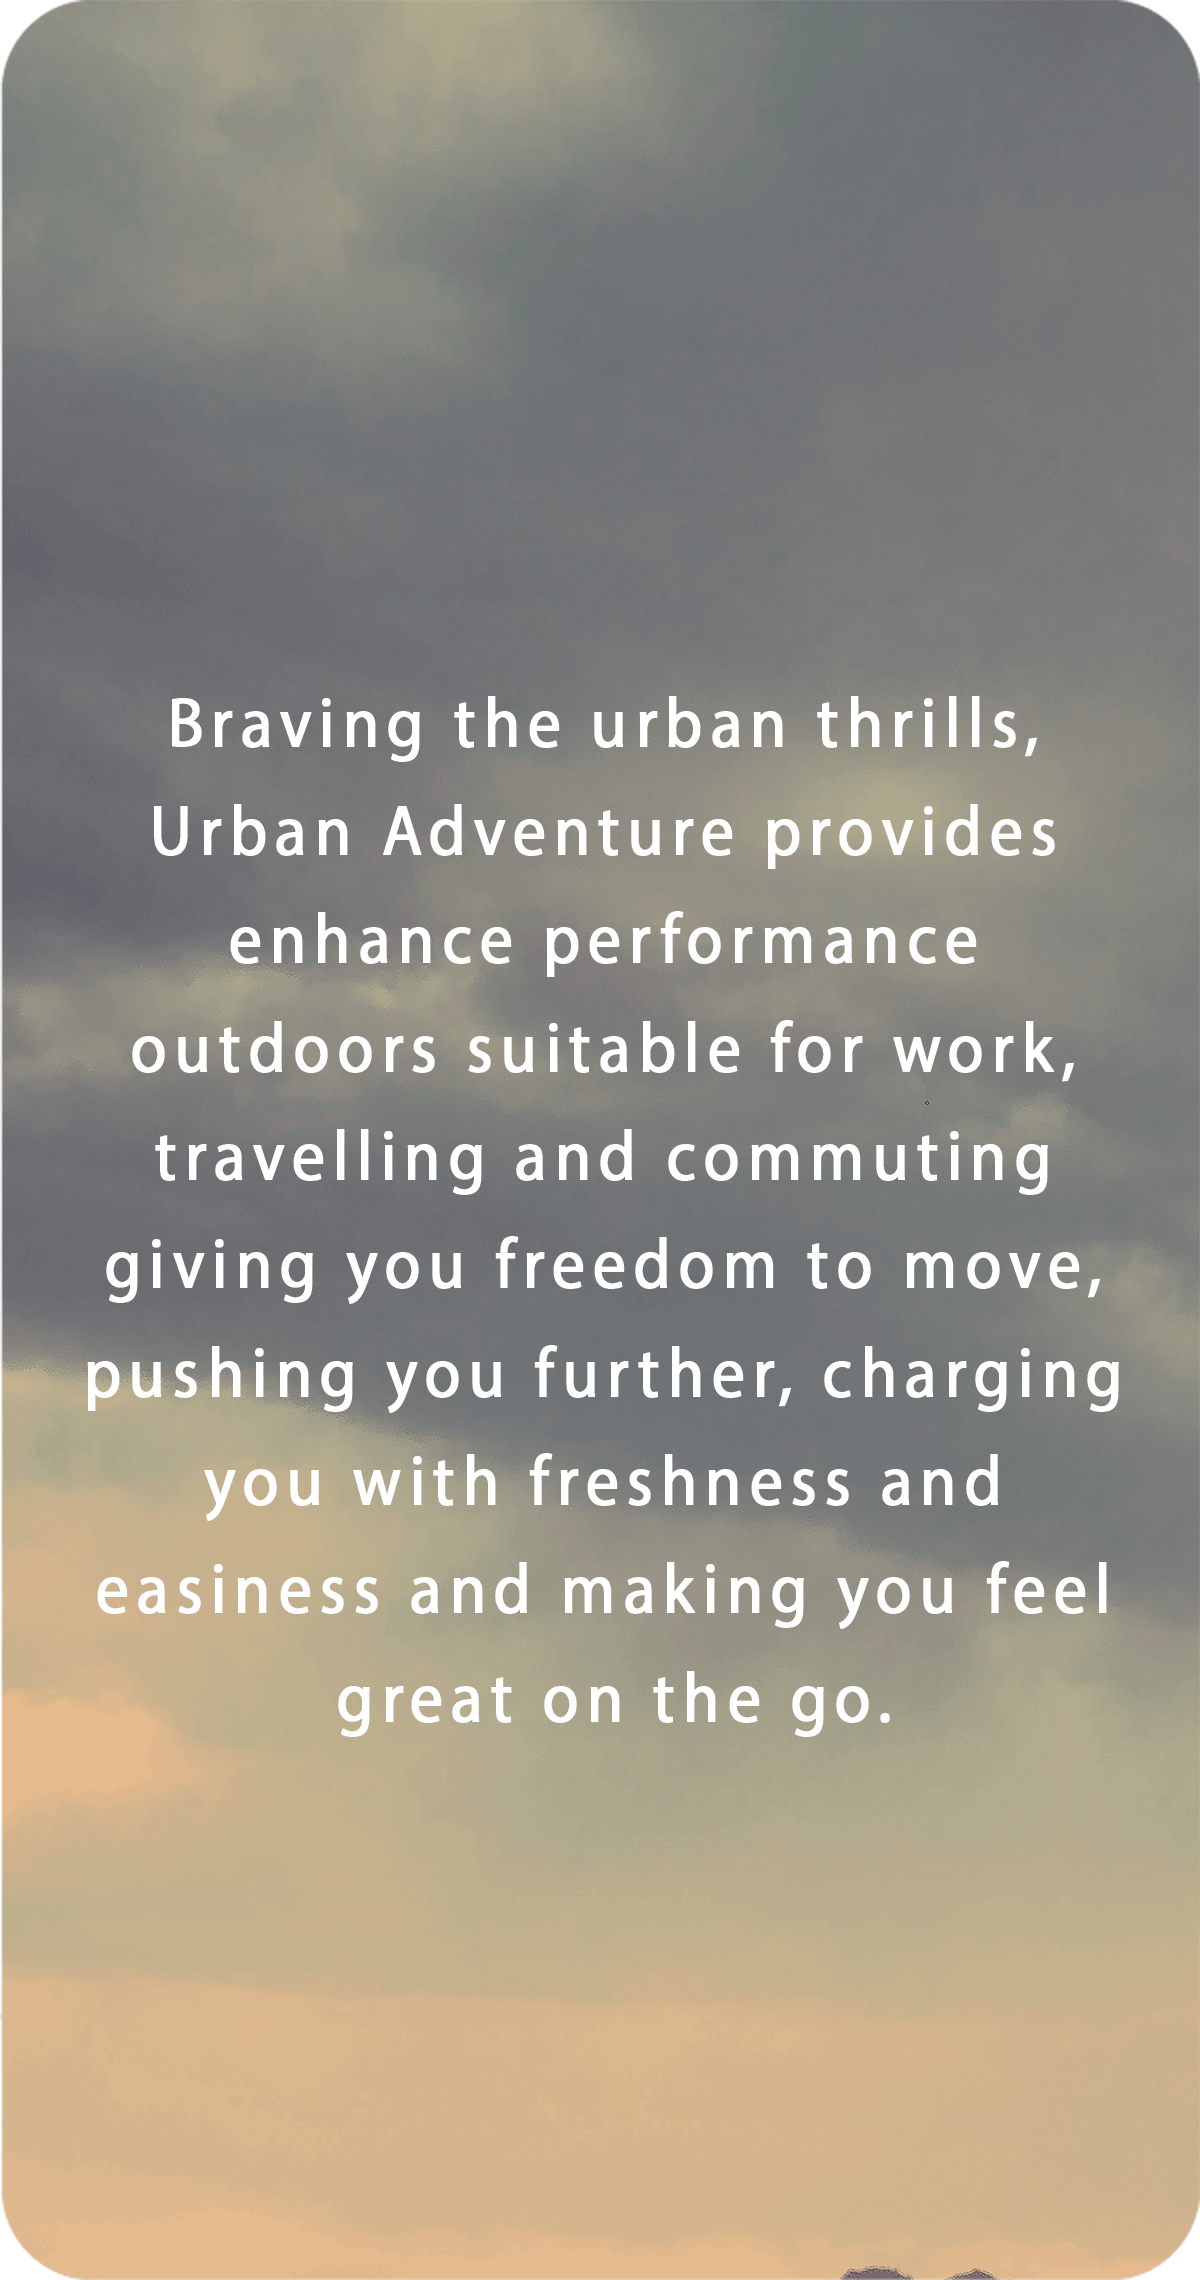 Braving the urban thrills,
Urban Adventure provides
enhance performance
outdoors suitable for work,
travelling and commuting
giving you freedom to move,
pushing you further, charging
you with freshness and
easiness and making you feel
great on the go.